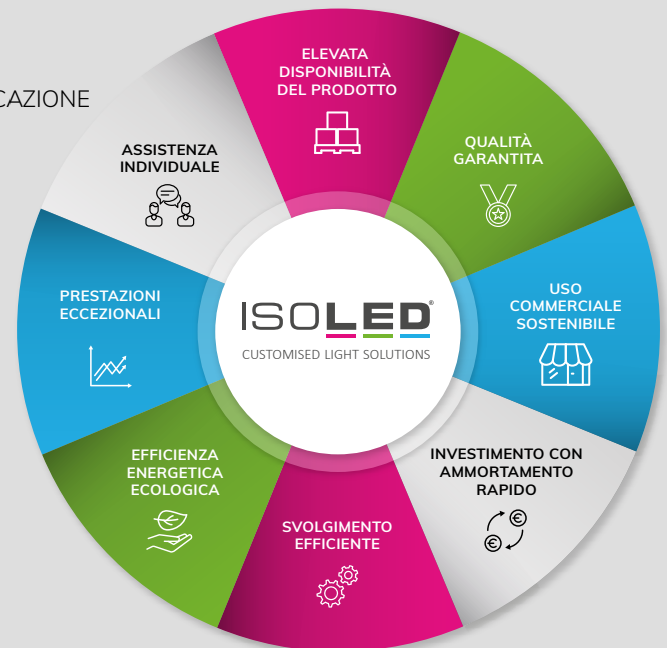 CAZIONE
ELEVATA
DISPONIBILITÀ
DEL PRODOTTO
QUALITÀ
GARANTITA
USO
COMMERCIALE
SOSTENIBILE
INVESTIMENTO CON
AMMORTAMENTO
RAPIDO
SVOLGIMENTO
EFFICIENTE
EFFICIENZA
ENERGETICA
ECOLOGICA
PRESTAZIONI
ECCEZIONALI
ASSISTENZA
INDIVIDUALE
ISOLED®
CUSTOMISED LIGHT SOLUTIONS